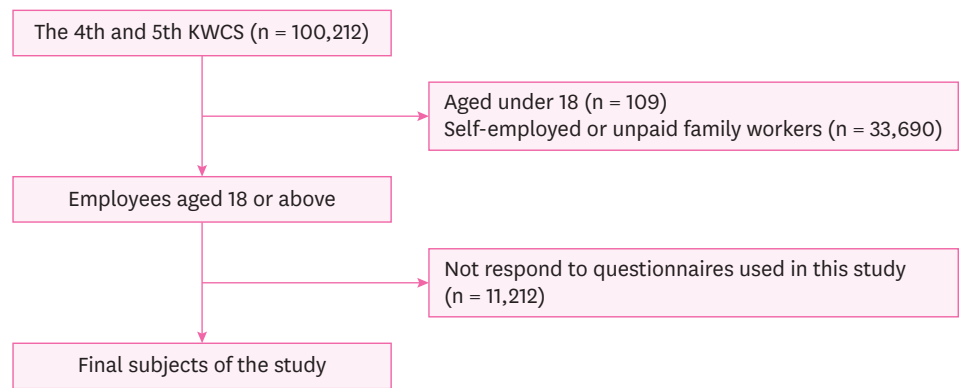 The 4th and 5th KWCS (n = 100,212)
Aged under 18 (n = 109)
Self-employed or unpaid family workers (n = 33,690)
Employees aged 18 or above
Not respond to questionnaires used in this study
(n = 11,212)
Final subjects of the study